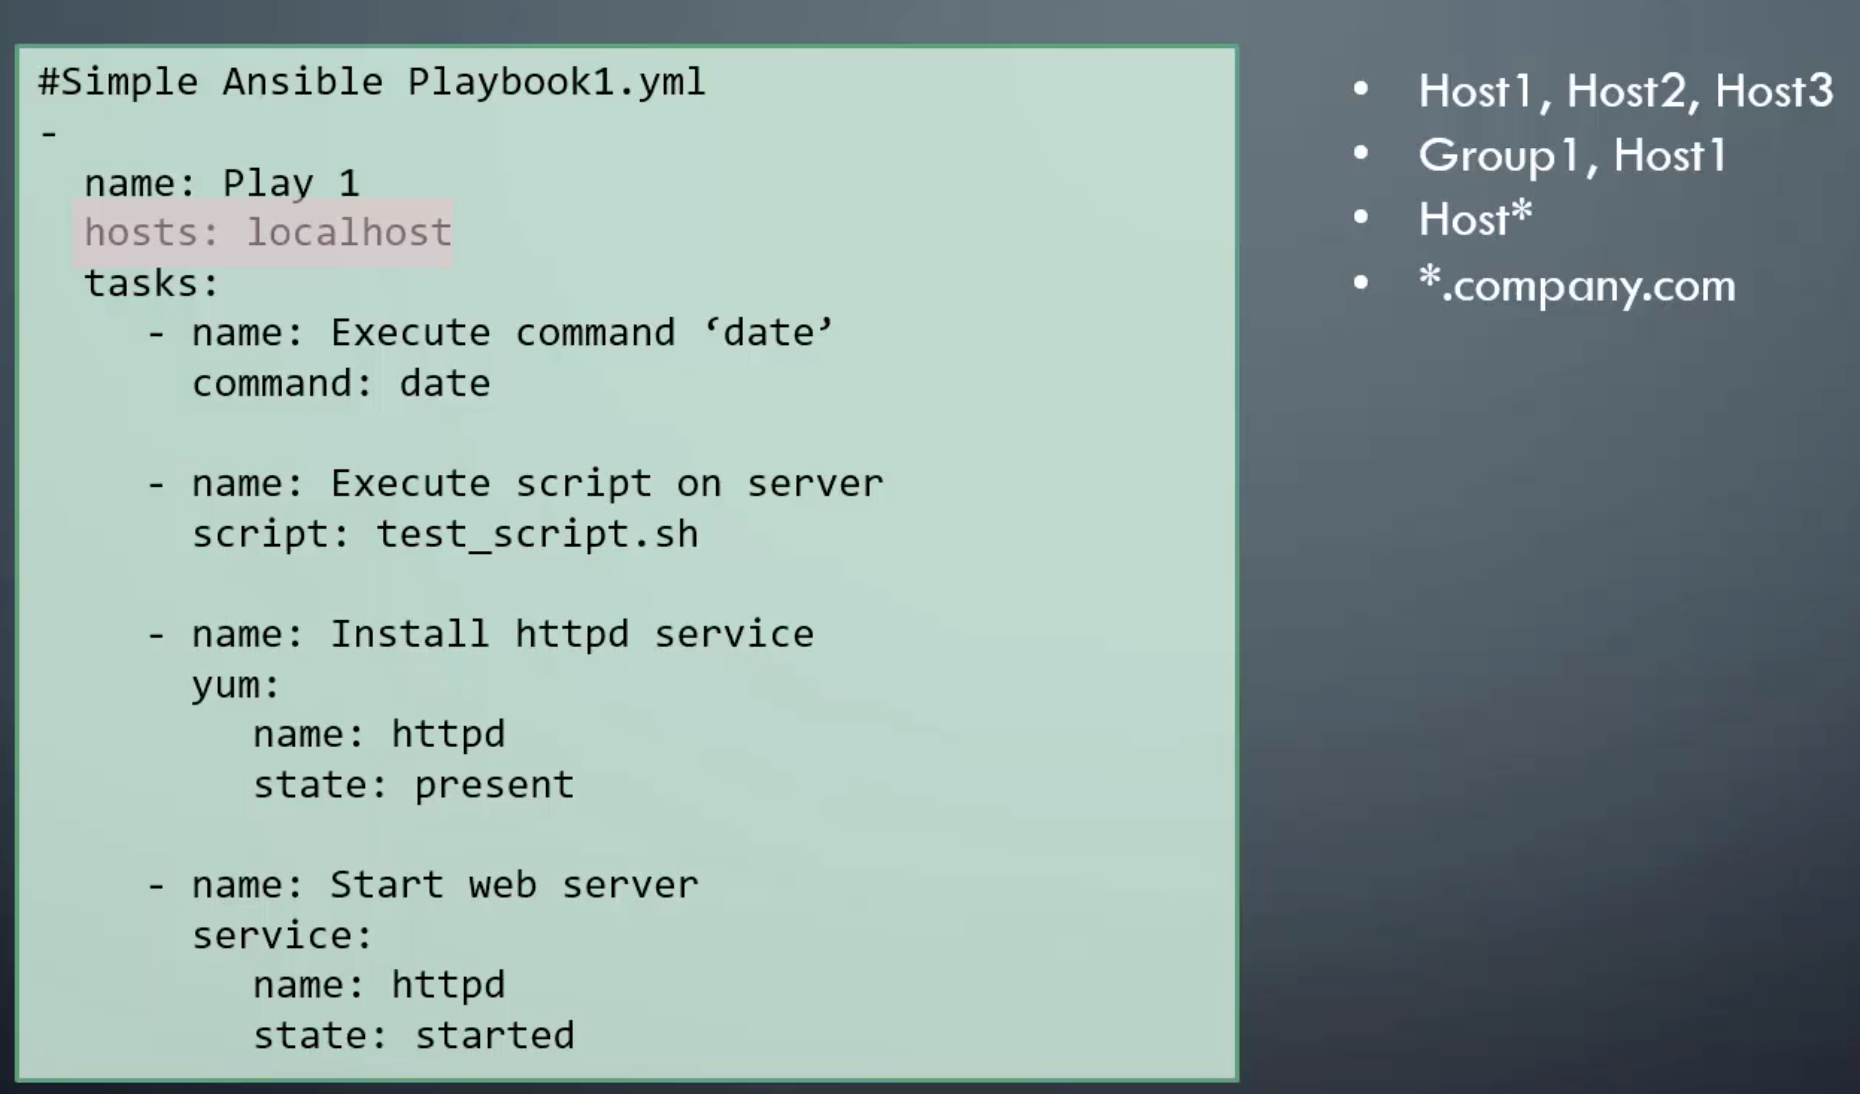 #Simple Ansible Playbook1.yml
-
name: Play 1
hosts: localhost
tasks:
- name: Execute command ‘date’
command: date
- name: Execute script on server
script: test_script.sh
- name: Install httpd service
yum:
name: httpd
state: present
- name: Start web server
service:
name: httpd
state: started
• Host1, Host2, Host3
• Group1, Host1
• Host*
• *.company.com